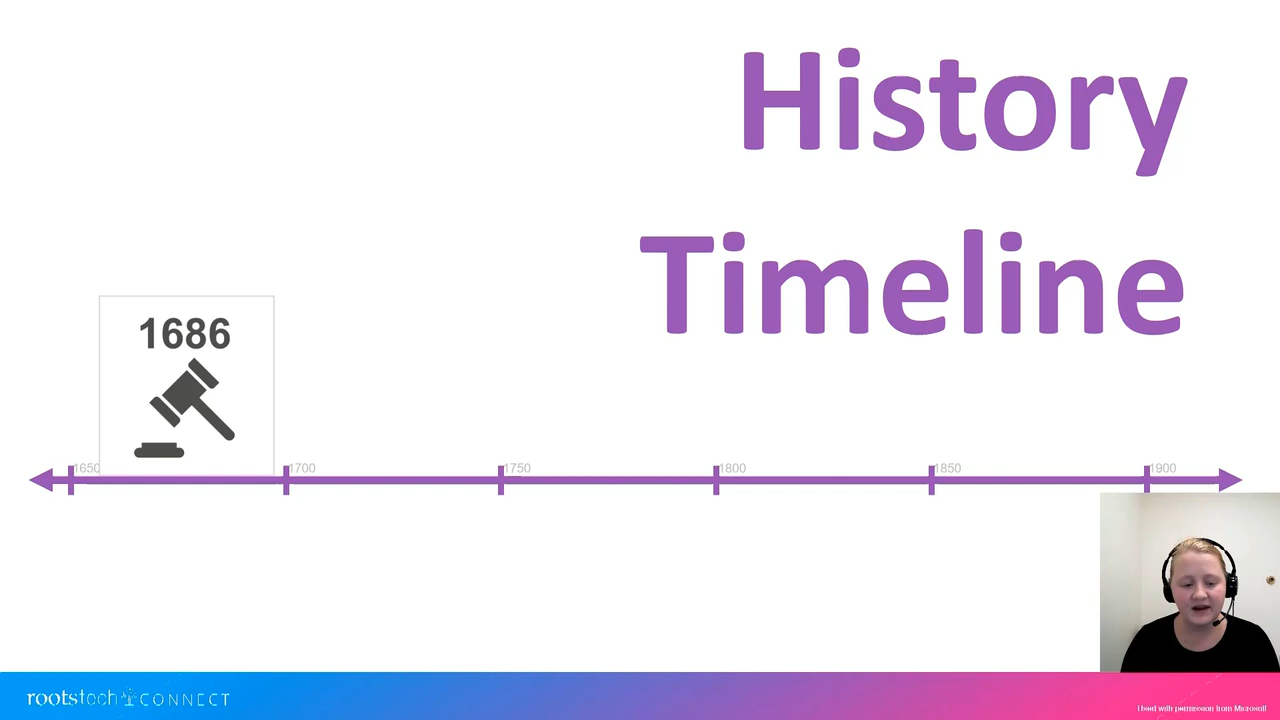 History
Timeline
1686
1650
1700
1750
1800
1850
1900
rootstech CONNECT
Used with permission from Microsoft